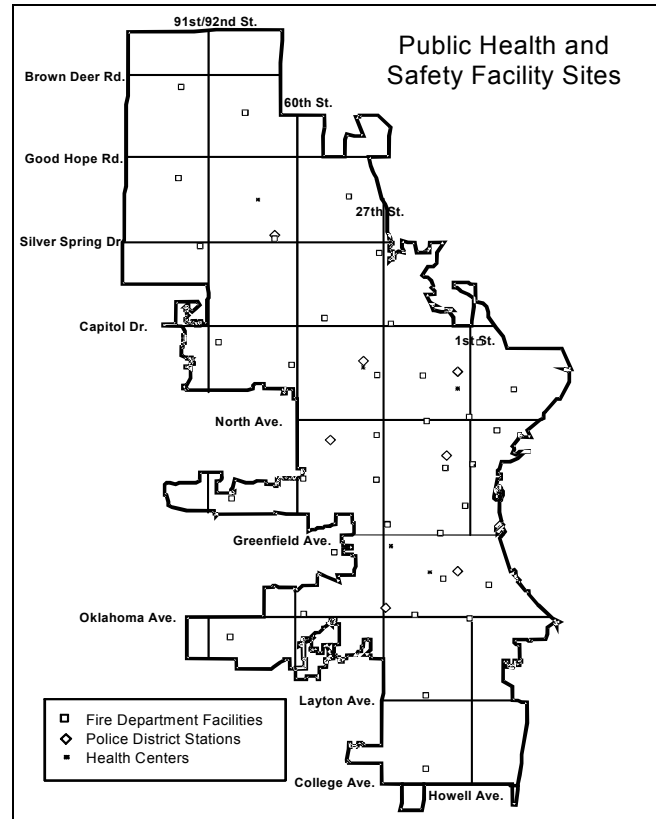 91st/92nd St.
Public Health and
Safety Facility Sites
Brown Deer Rd.
60th St.
Good Hope Rd.
27th St.
Silver Spring Dr
Capitol Dr.
1st St.
North Ave.
Greenfield Ave.
Oklahoma Ave.
Layton Ave.
Fire Department Facilities
Police District Stations
Health Centers
College Ave.
Howell Ave.